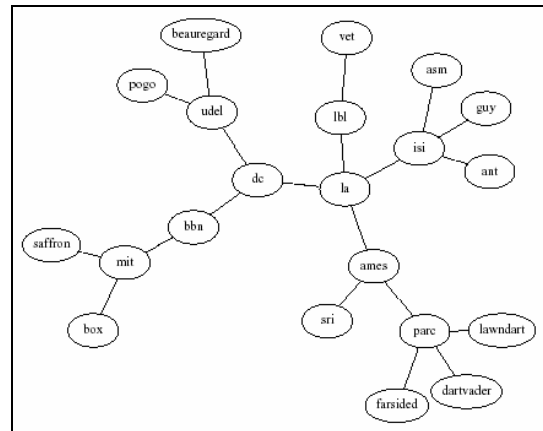 beauregard
vet
asm
pogo
guy
udel
lbl
isi
ant
dc
la
bbn
saffron
mit
ames
sri
box
parc
lawndart
dartvader
farsided